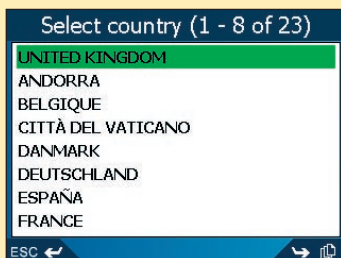 Select country (1 - 8 of 23)
UNITED KINGDOM
ANDORRA
BELGIQUE
CITTÀ DEL VATICANO
DANMARK
DEUTSCHLAND
ESPAÑA
FRANCE
ESC